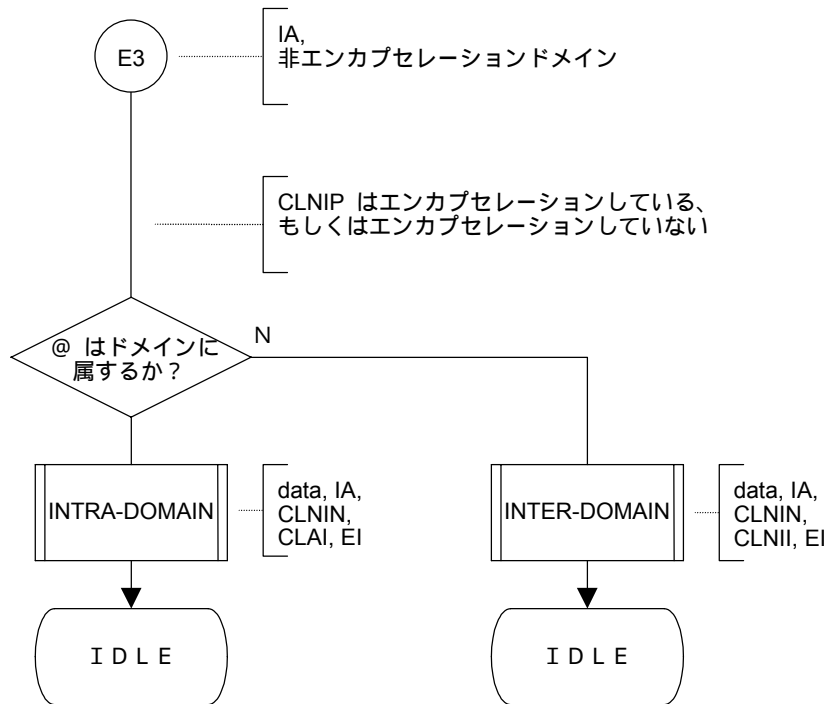 E3
IA,
非エンカプセレーションドメイン
CLNIP はエンカプセレーションしている、
もしくはエンカプセレーションしていない
@ はドメインに
属するか？
N
INTRA-DOMAIN
data, IA,
CLNIN,
CLAI, EI
INTER-DOMAIN
data, IA,
CLNIN,
CLNII, EI
ＩＤＬＥ
ＩＤＬＥ